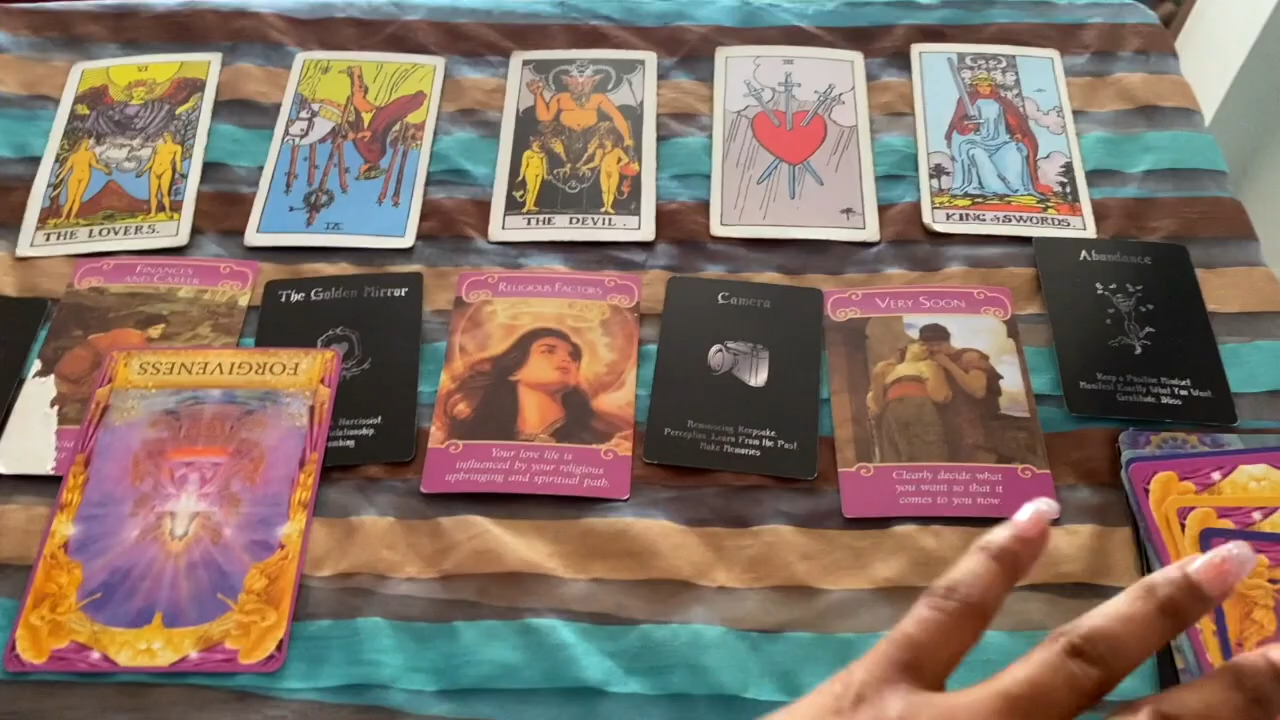 VI
THE LOVERS.
VI
THE DEVIL.
III
KING of SWORDS.
FINANCES
AND CAREER
The Golden Mirror
Narcissist
RELIGIOUS FACTORS
Your love life is
influenced by your religious
upbringing and spiritual path.
Camera
Reminiscing Keepsake,
Perception, Learn From the Past,
Make Memories
VERY SOON
Clearly decide what
you want so that it
comes to you now.
Abundance
Keep a Positive Mindset
Manifest Exactly What You Want,
Gratitude, Bliss
FORGIVENESS